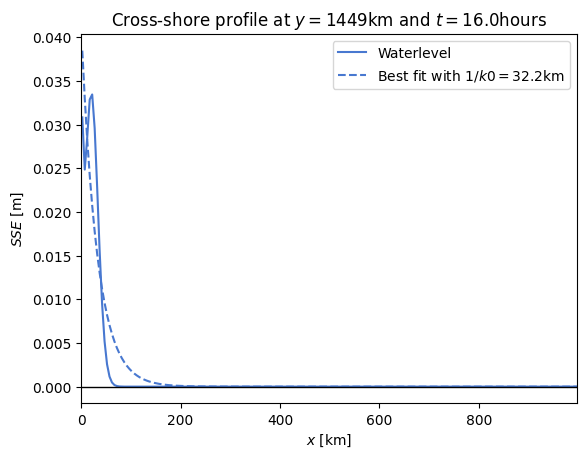 Cross-shore profile at y = 1449km and t = 16.0hours
0.040
0.035
0.030
0.025
0.020
0.015
0.010
0.005
0.000
SSE [m]
Waterlevel
Best fit with 1/k0 = 32.2km
0 200 400 600 800
x [km]